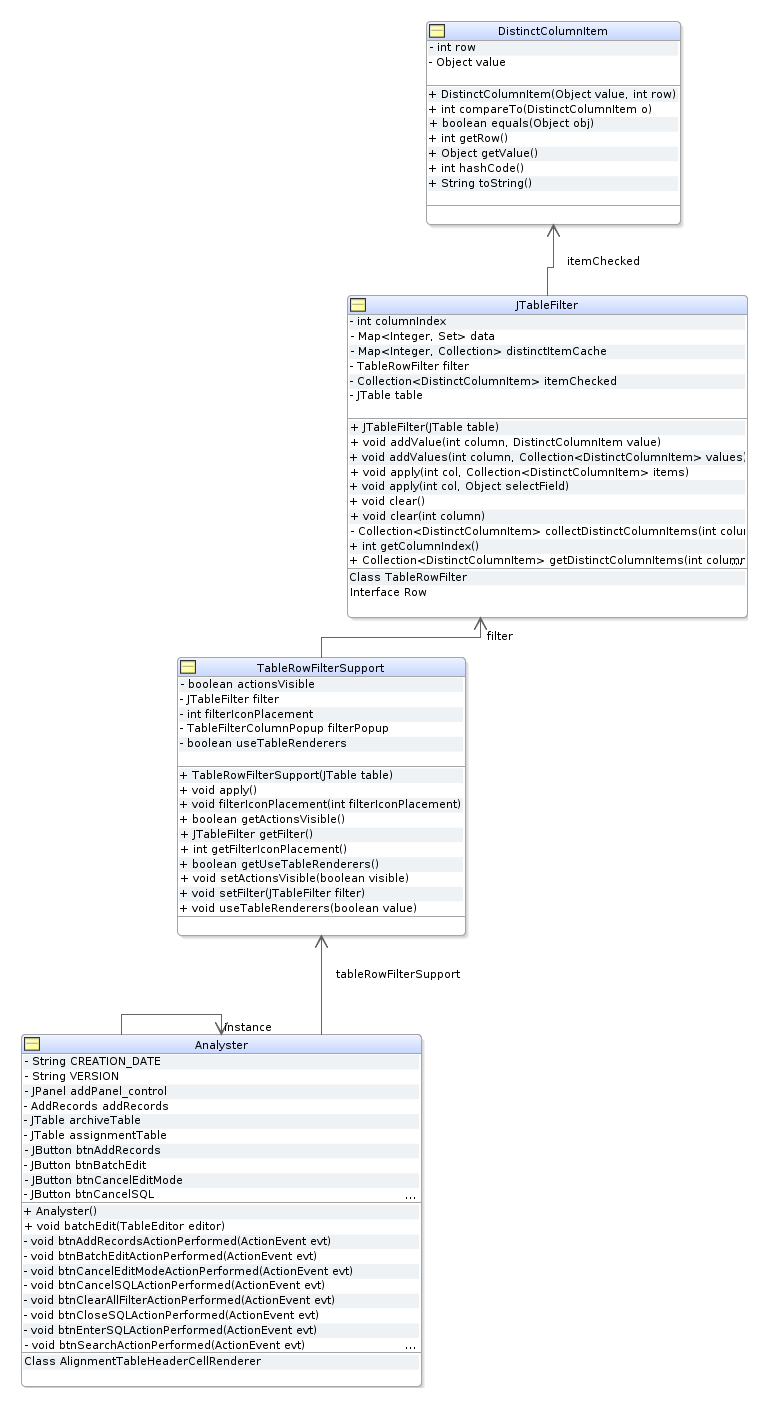 DistinctColumnItem
- int row
- Object value
+ DistinctColumnItem(Object value, int row)
+ int compareTo(DistinctColumnItem o)
+ boolean equals(Object obj)
+ int getRow()
+ Object getValue()
+ int hashCode()
+ String toString()
itemChecked
JTableFilter
- int columnIndex
- Map<Integer, Set> data
- Map<Integer, Collection> distinctItemCache
- TableRowFilter filter
- Collection<DistinctColumnItem> itemChecked
- JTable table
+ JTableFilter(JTable table)
+ void addValue(int column, DistinctColumnItem value)
+ void addValues(int column, Collection<DistinctColumnItem> values)
+ void apply(int col, Collection<DistinctColumnItem> items)
+ void apply(int col, Object selectField)
+ void clear()
+ void clear(int column)
- Collection<DistinctColumnItem> collectDistinctColumnItems(int colu
+ int getColumnIndex()
+ Collection<DistinctColumnItem> getDistinctColumnItems(int column ...
Class TableRowFilter
Interface Row
filter
TableRowFilterSupport
- boolean actionsVisible
- JTableFilter filter
- int filterIconPlacement
- TableFilterColumnPopup filterPopup
- boolean useTableRenderers
+ TableRowFilterSupport(JTable table)
+ void apply()
+ void filterIconPlacement(int filterIconPlacement)
+ boolean getActionsVisible()
+ JTableFilter getFilter()
+ int getFilterIconPlacement()
+ boolean getUseTableRenderers()
+ void setActionsVisible(boolean visible)
+ void setFilter(JTableFilter filter)
+ void useTableRenderers(boolean value)
tableRowFilterSupport
instance
Analyster
- String CREATION_DATE
- String VERSION
- JPanel addPanel_control
- AddRecords addRecords
- JTable archiveTable
- JTable assignmentTable
- JButton btnAddRecords
- JButton btnBatchEdit
- JButton btnCancelEditMode
- JButton btnCancelSQL ...
+ Analyster()
+ void batchEdit(TableEditor editor)
- void btnAddRecordsActionPerformed(ActionEvent evt)
- void btnBatchEditActionPerformed(ActionEvent evt)
- void btnCancelEditModeActionPerformed(ActionEvent evt)
- void btnCancelSQLActionPerformed(ActionEvent evt)
- void btnClearAllFilterActionPerformed(ActionEvent evt)
- void btnCloseSQLActionPerformed(ActionEvent evt)
- void btnEnterSQLActionPerformed(ActionEvent evt)
- void btnSearchActionPerformed(ActionEvent evt) ...
Class AlignmentTableHeaderCellRenderer